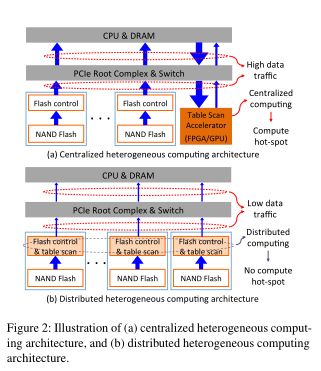 CPU & DRAM
High data
traffic
PCIe Root Complex & Switch
Flash control
Flash control
NAND Flash
. . .
NAND Flash
Table Scan
Accelerator
(FPGA/GPU)
Centralized
computing
Compute
hot-spot
(a) Centralized heterogeneous computing architecture
CPU & DRAM
PCIe Root Complex & Switch
Low data
traffic
Flash control
& table scan
Flash control
& table scan
Flash control
& table scan
Distributed
computing
NAND Flash
. . .
NAND Flash
NAND Flash
No compute
hot-spot
(b) Distributed heterogeneous computing architecture
Figure 2: Illustration of (a) centralized heterogeneous comput-
ing architecture, and (b) distributed heterogeneous computing
architecture.